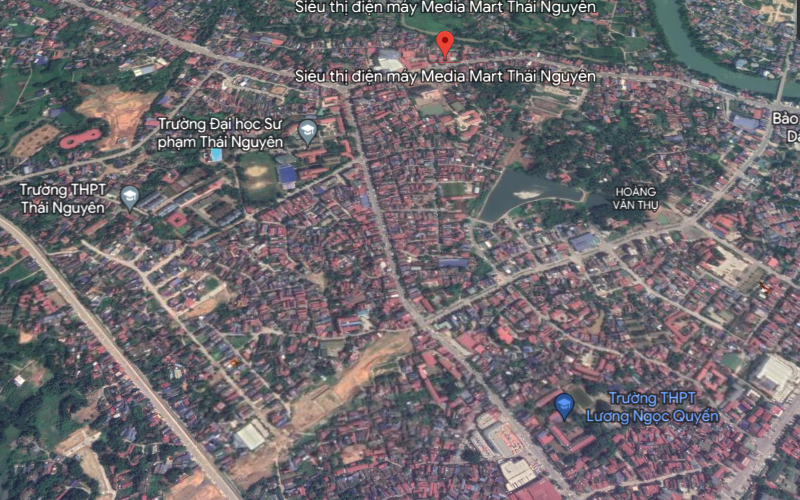 Siêu thị điện máy Media Mart Thái Nguyên
Siêu thị điện máy Media Mart Thái Nguyên
Trường Đại học Sư
phạm Thái Nguyên
Trường THPT
Thái Nguyên
HOÀNG
VĂN THỤ
Bảo
Trường THPT
Lương Ngọc Quyến